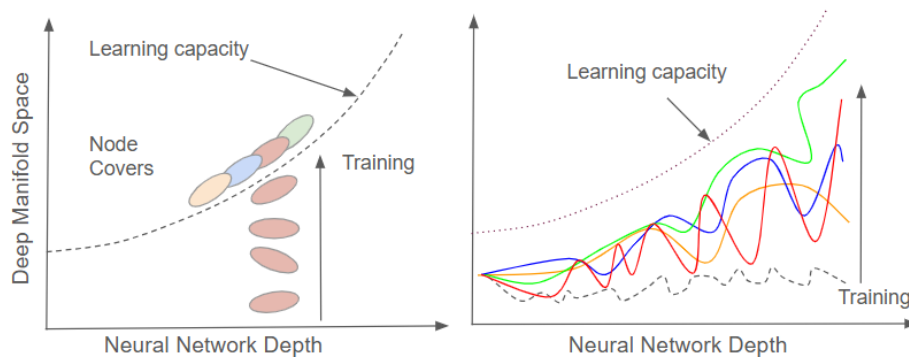 Deep Manifold Space
Learning capacity
Node
Covers
Training
Neural Network Depth
Learning capacity
Training
Neural Network Depth